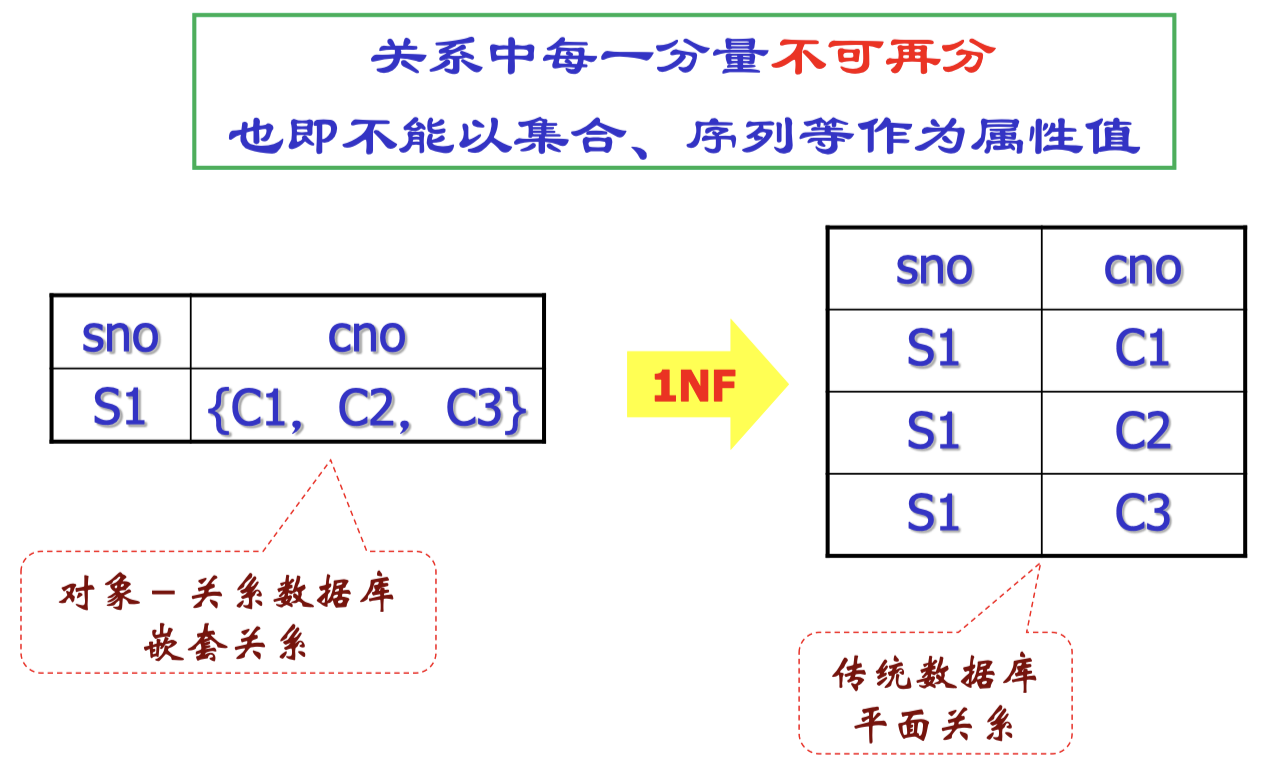 关系中每一分量不可再分
也即不能以集合、序列等作为属性值
sno cno
S1 {C1, C2, C3}
对象－关系数据库
嵌套关系
1NF
sno cno
S1 C1
S1 C2
S1 C3
传统数据库
平面关系